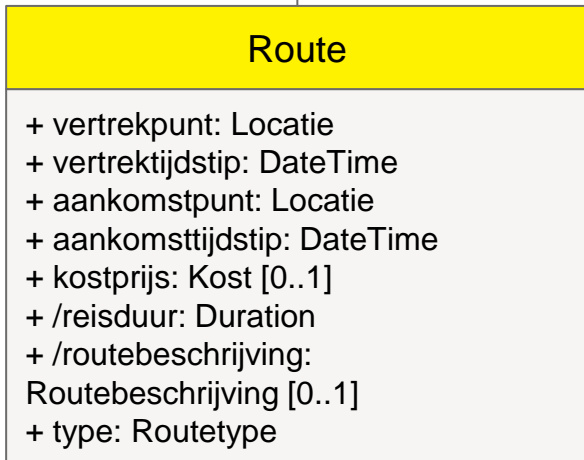 Route
+ vertrekpunt: Locatie
+ vertrektijdstip: DateTime
+ aankomstpunt: Locatie
+ aankomsttijdstip: DateTime
+ kostprijs: Kost [0..1]
+ /reisduur: Duration
+ /routebeschrijving:
Routebeschrijving [0..1]
+ type: Routetype